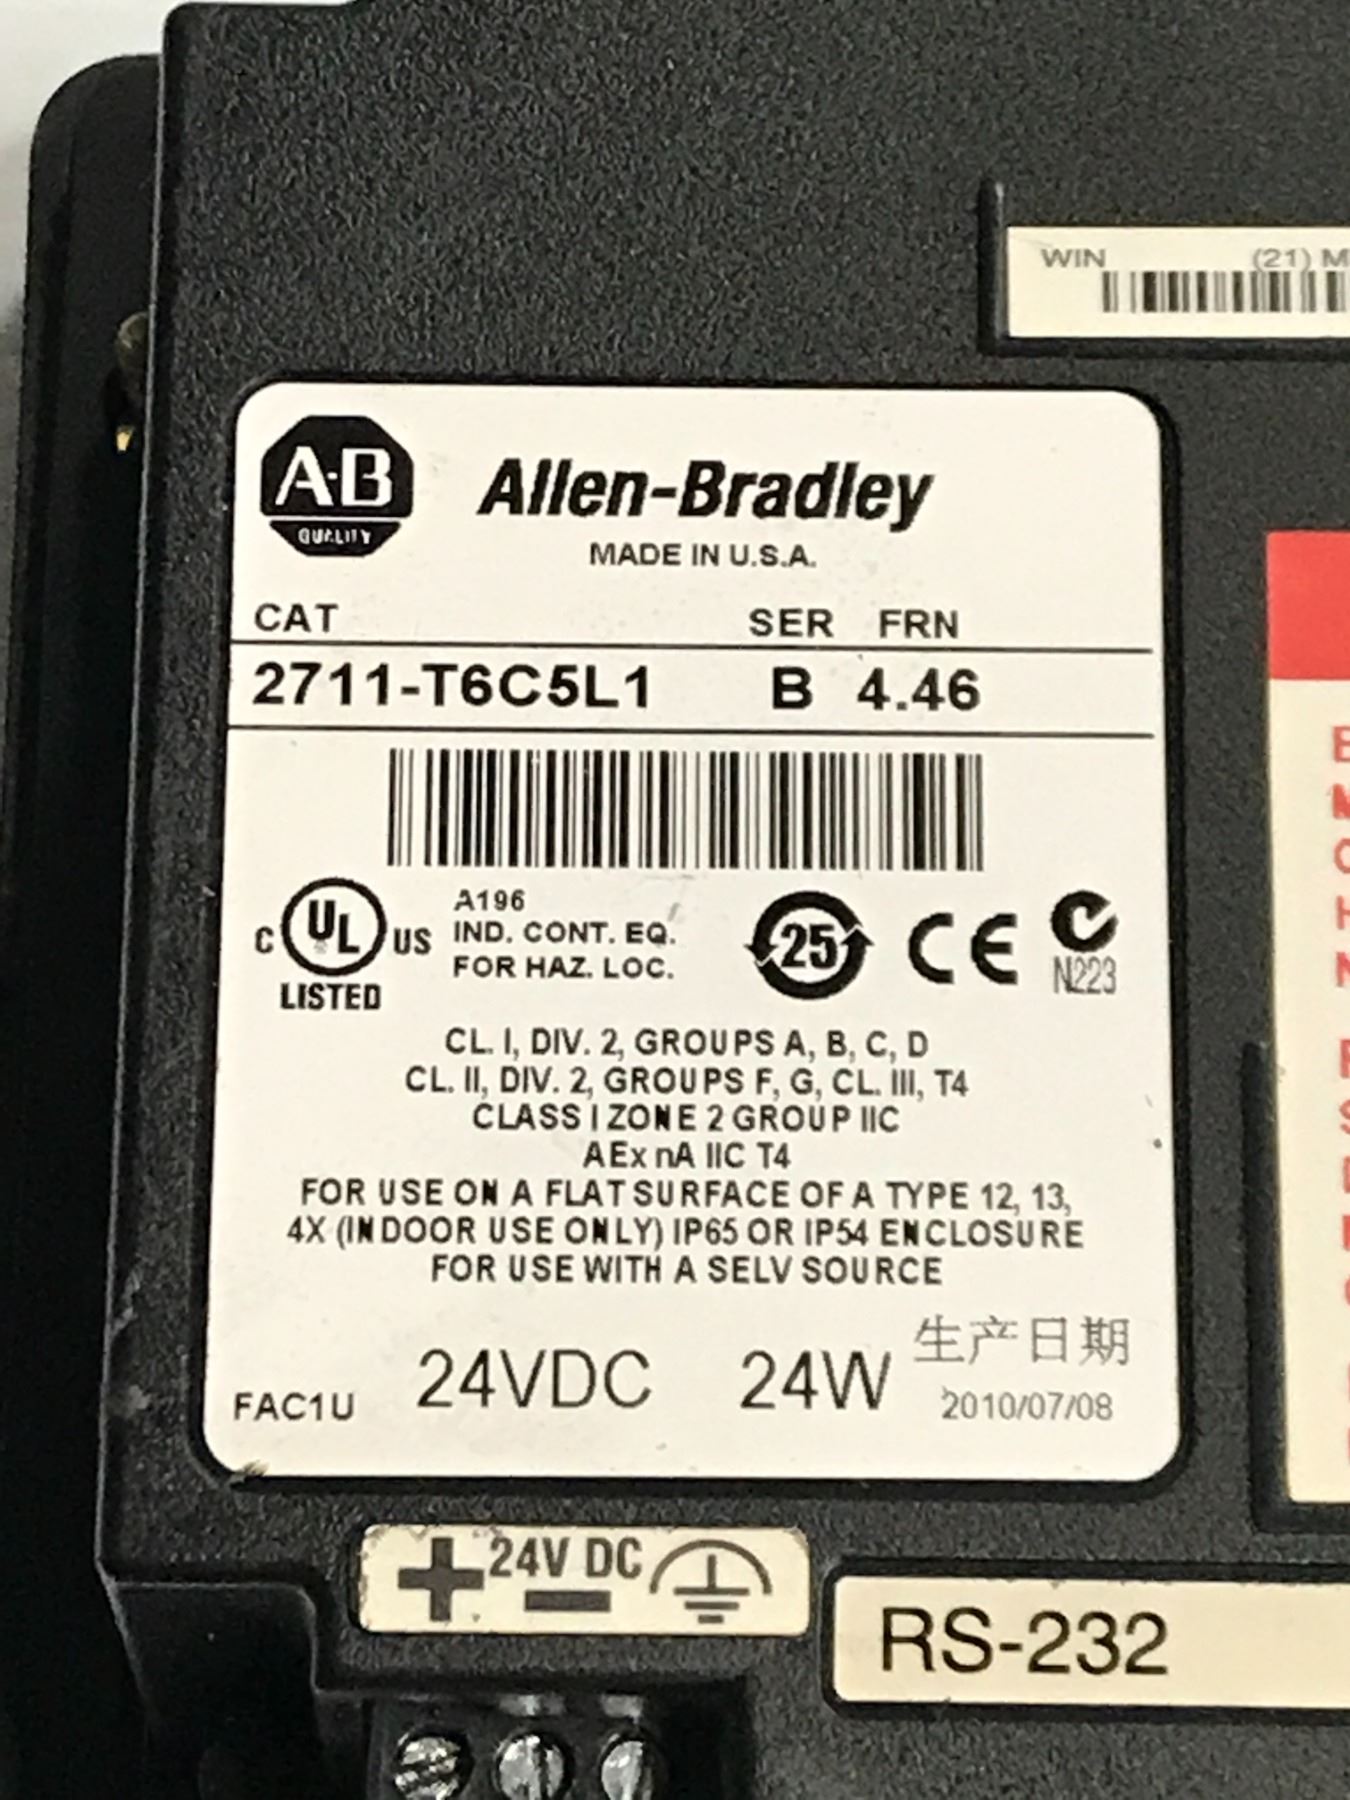 WIN (21)
A·B
QUALITY
Allen-Bradley
MADE IN U.S.A.
CAT SER FRN
2711-T6C5L1 B 4.46
C UL US
LISTED
A196
IND. CONT. EQ.
FOR HAZ. LOC.
25
CE
N223
CL. I, DIV. 2, GROUPS A, B, C, D
CL. II, DIV. 2, GROUPS F, G, CL. III, T4
CLASS I ZONE 2 GROUP IIC
AEx nA IIC T4
FOR USE ON A FLAT SURFACE OF A TYPE 12, 13,
4X (INDOOR USE ONLY) IP65 OR IP54 ENCLOSURE
FOR USE WITH A SELV SOURCE
FAC1U 24VDC 24W
生产日期
2010/07/08
+ 24V DC −
RS-232